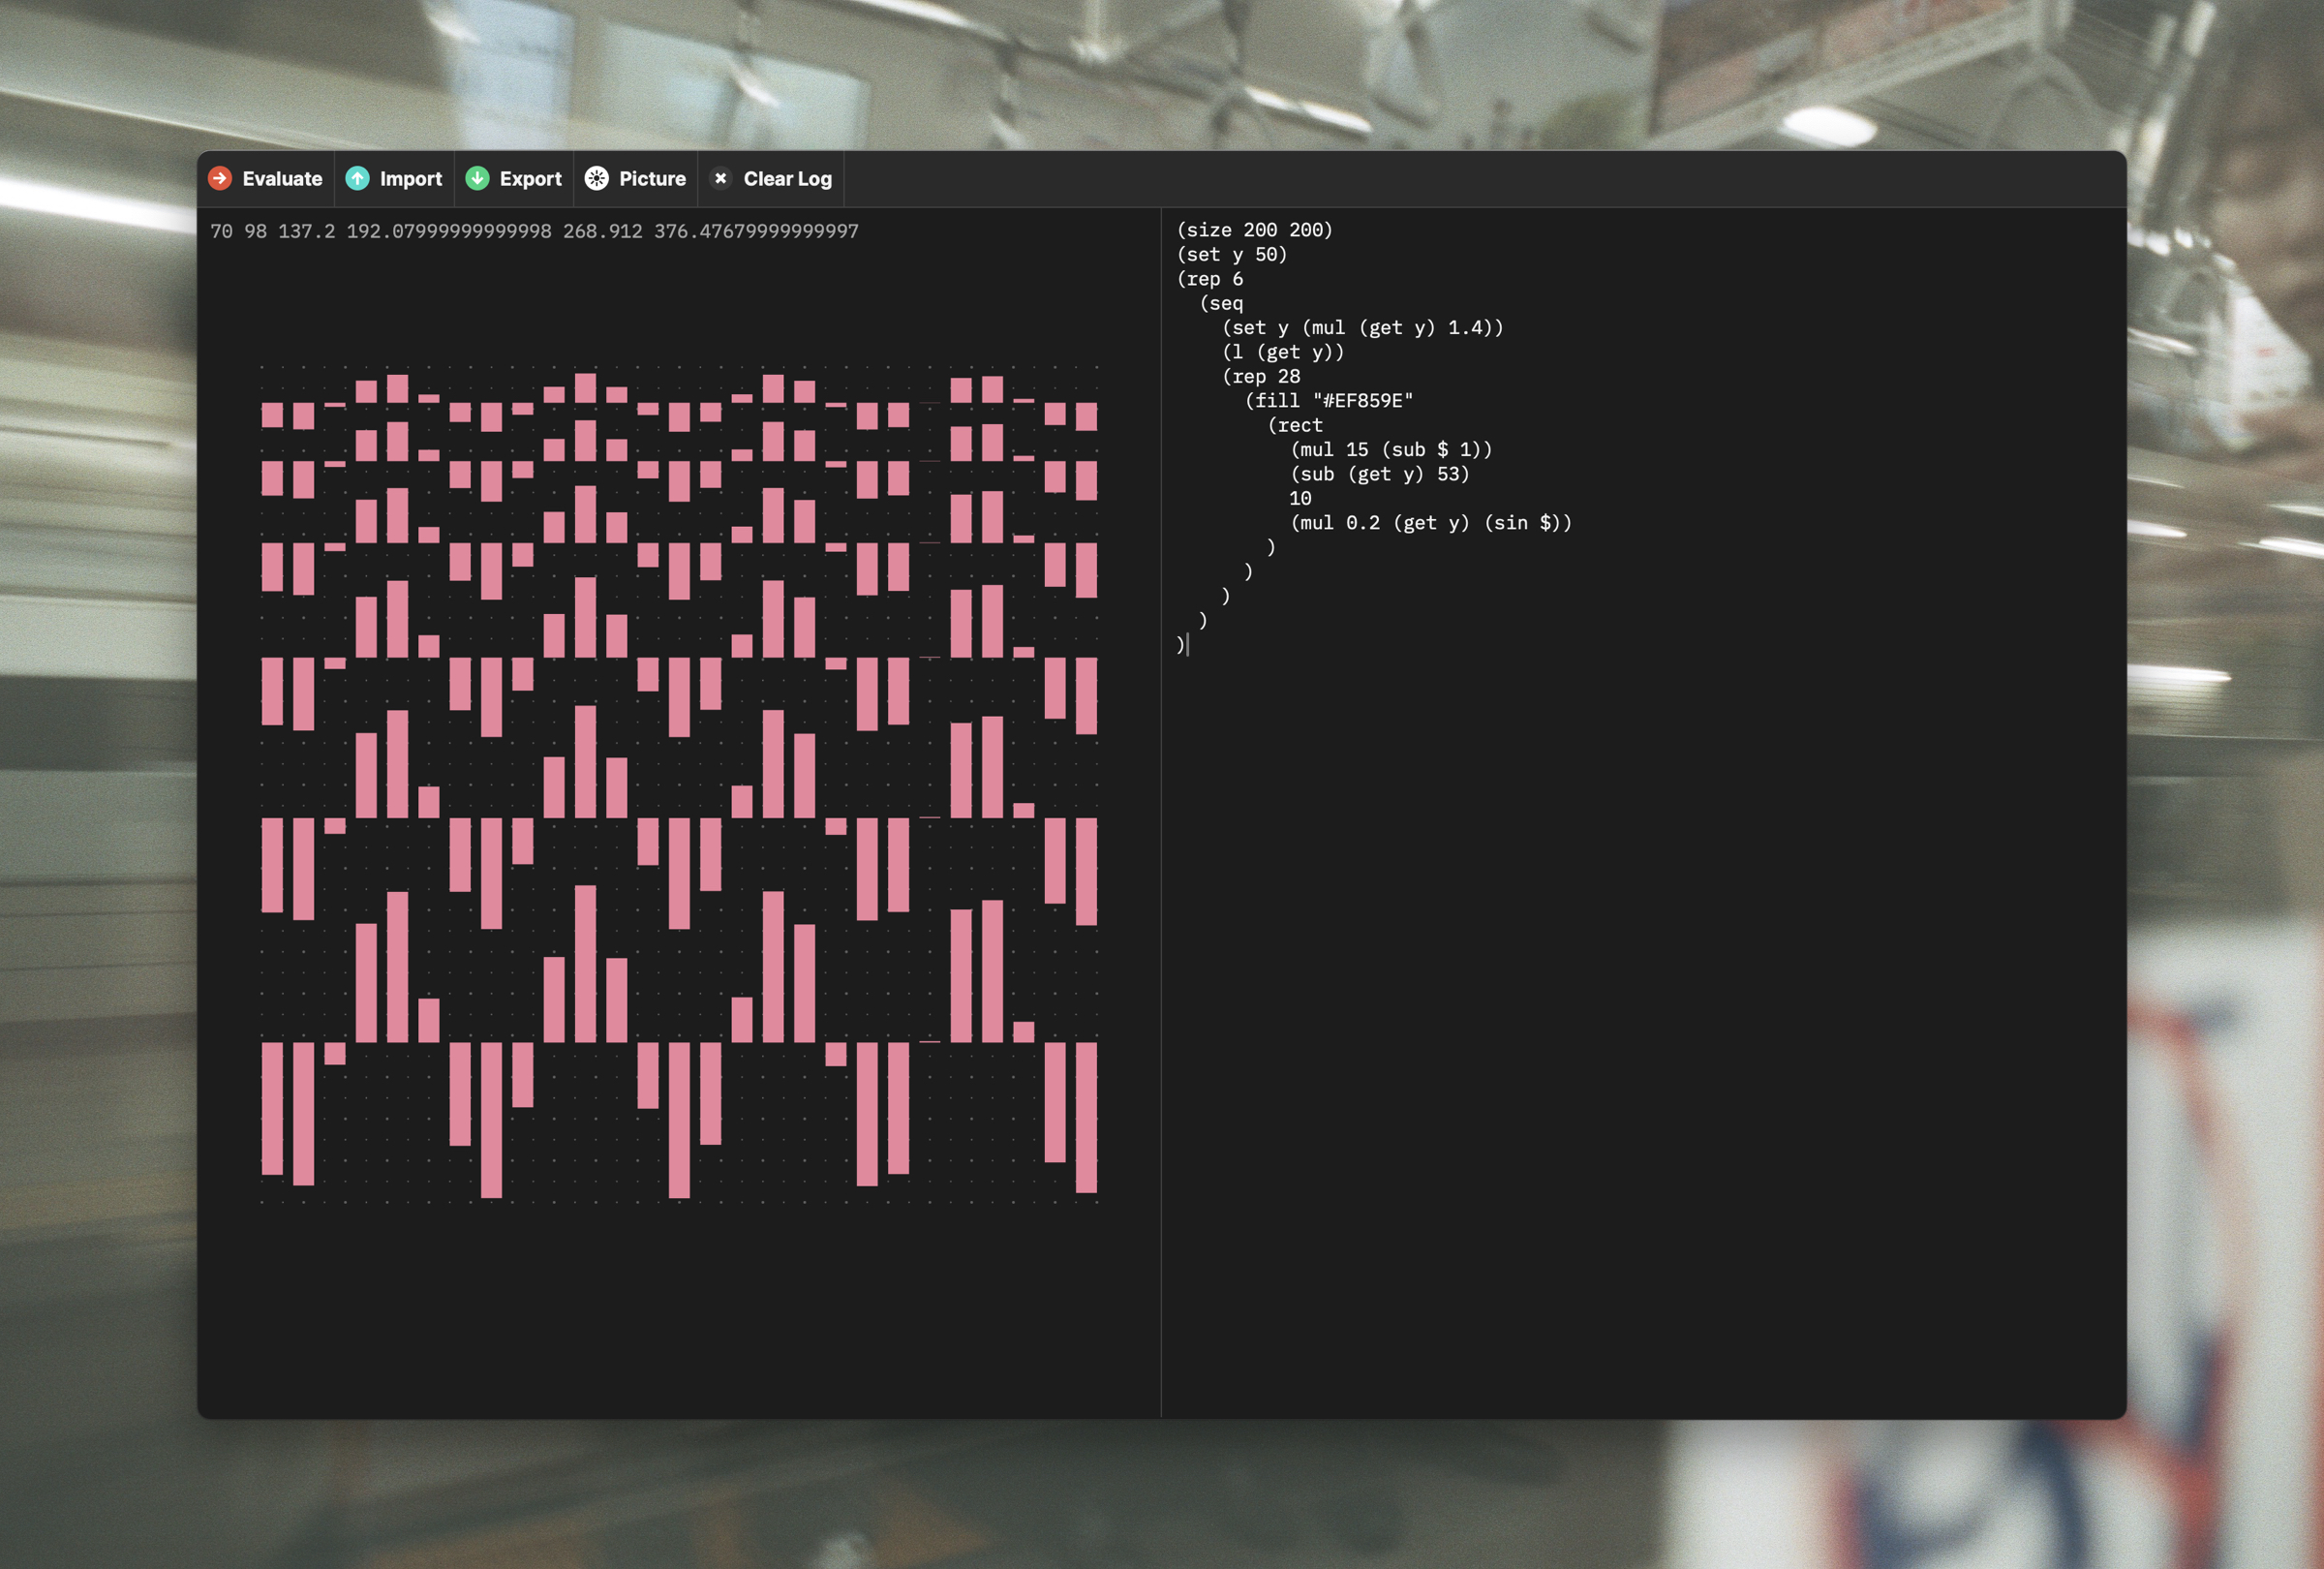 Evaluate Import Export Picture Clear Log
70 98 137.2 192.07999999999998 268.912 376.47679999999997
(size 200 200)
(set y 50)
(rep 6
  (seq
    (set y (mul (get y) 1.4))
    (l (get y))
    (rep 28
      (fill "#EF859E"
        (rect
          (mul 15 (sub $ 1))
          (sub (get y) 53)
          10
          (mul 0.2 (get y) (sin $))
        )
      )
    )
  )
)